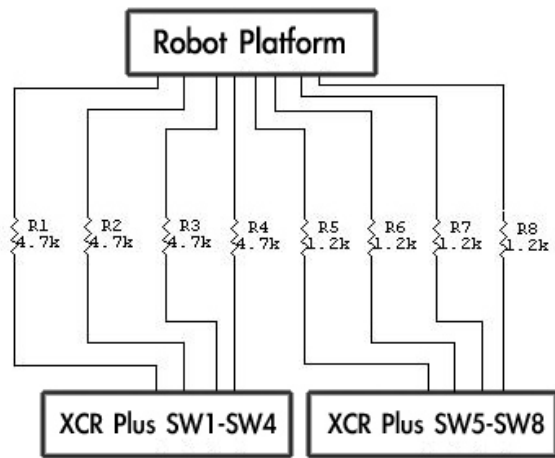 Robot Platform
R1
4.7k
R2
4.7k
R3
4.7k
R4
4.7k
R5
1.2k
R6
1.2k
R7
1.2k
R8
1.2k
XCR Plus SW1-SW4
XCR Plus SW5-SW8